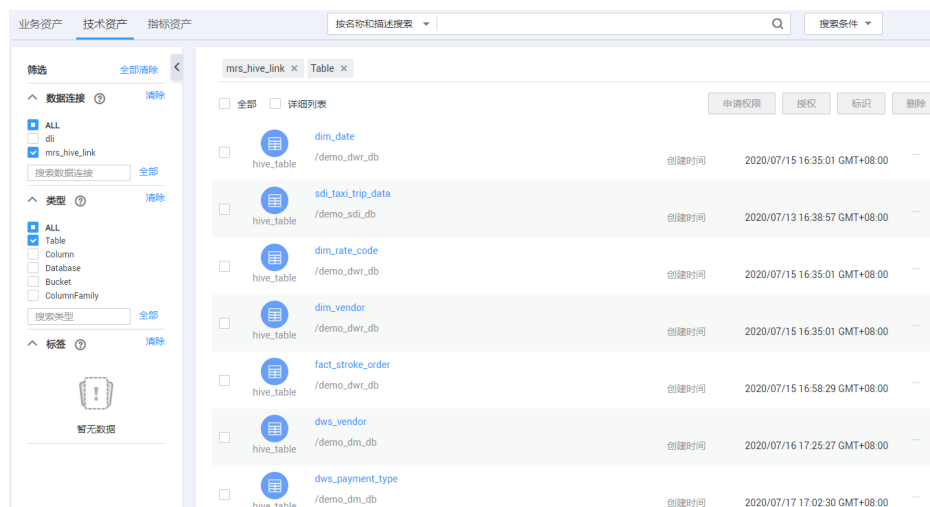 业务资产 技术资产 指标资产 按名称和描述搜索 搜索条件
筛选 全部清除
数据连接 清除
ALL
dli
mrs_hive_link
搜索数据连接 全部
类型 清除
ALL
Table
Column
Database
Bucket
ColumnFamily
搜索类型 全部
标签 清除
暂无数据
mrs_hive_link × Table ×
全部 详细列表 申请权限 授权 标识 删除
dim_date
/demo_dwr_db
hive_table 创建时间 2020/07/15 16:35:01 GMT+08:00 ...
sdi_taxi_trip_data
/demo_sdi_db
hive_table 创建时间 2020/07/13 16:38:57 GMT+08:00 ...
dim_rate_code
/demo_dwr_db
hive_table 创建时间 2020/07/15 16:35:01 GMT+08:00 ...
dim_vendor
/demo_dwr_db
hive_table 创建时间 2020/07/15 16:35:01 GMT+08:00 ...
fact_stroke_order
/demo_dwr_db
hive_table 创建时间 2020/07/15 16:58:29 GMT+08:00 ...
dws_vendor
/demo_dm_db
hive_table 创建时间 2020/07/16 17:25:27 GMT+08:00 ...
dws_payment_type
/demo_dm_db
hive_table 创建时间 2020/07/17 17:02:30 GMT+08:00 ...